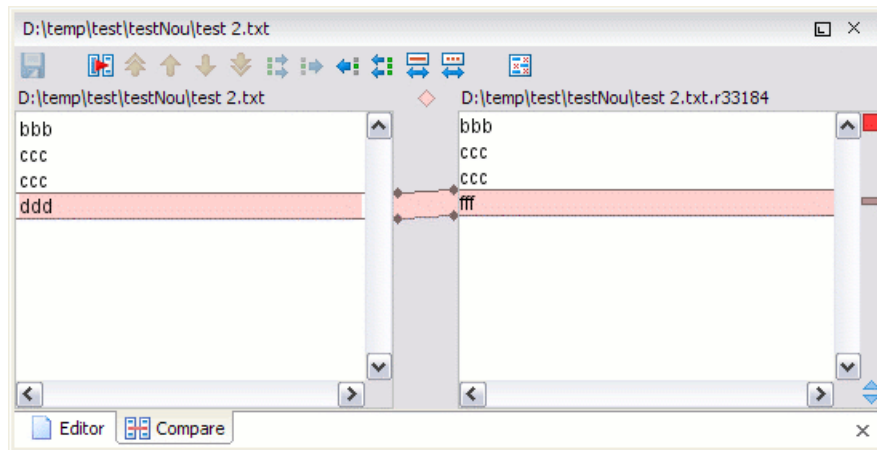 D:\temp\test\testNou\test 2.txt
D:\temp\test\testNou\test 2.txt
D:\temp\test\testNou\test 2.txt.r33184
bbb
ccc
ccc
ddd
bbb
ccc
ccc
fff
Editor
Compare